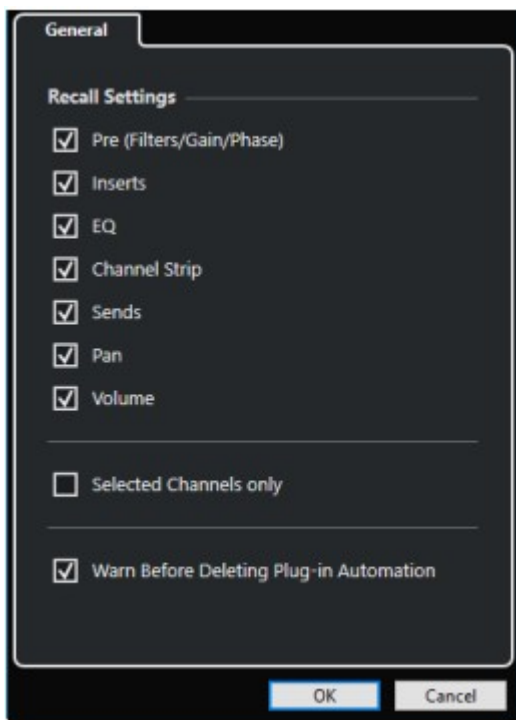 General
Recall Settings
Pre (Filters/Gain/Phase)
Inserts
EQ
Channel Strip
Sends
Pan
Volume
Selected Channels only
Warn Before Deleting Plug-in Automation
OK Cancel